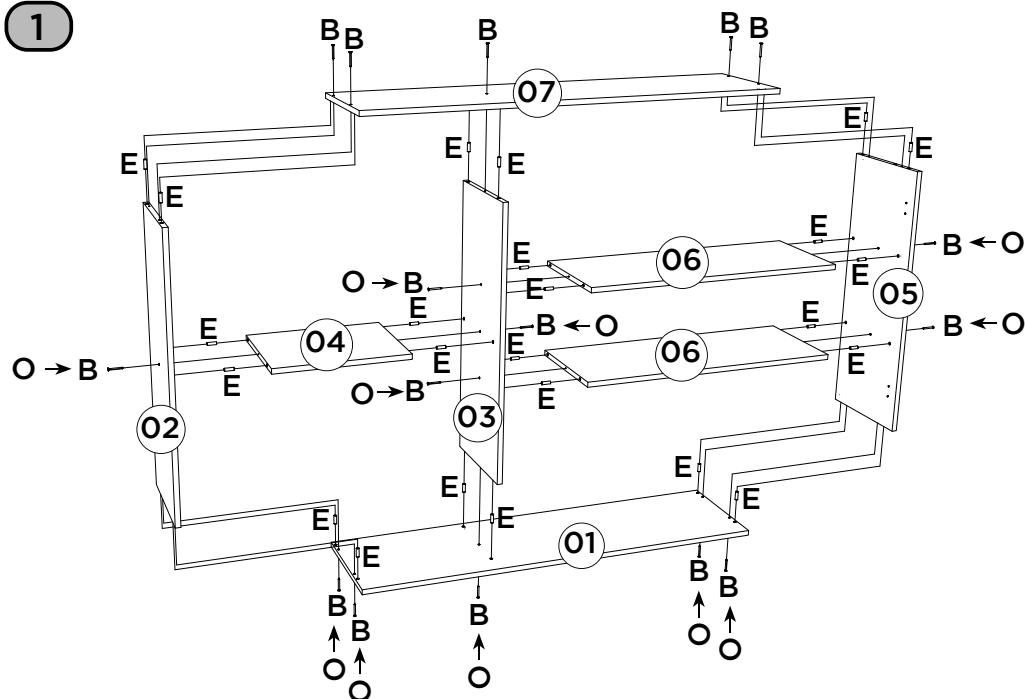 1
B B B B B
07
E E E E E E
E E
B O
06
E E
O B E E 05
E E B O E B O
E 04 E 06 E
O B E O B E
02 03
E E
E E E
E E 01
B B B B B
O O O O O